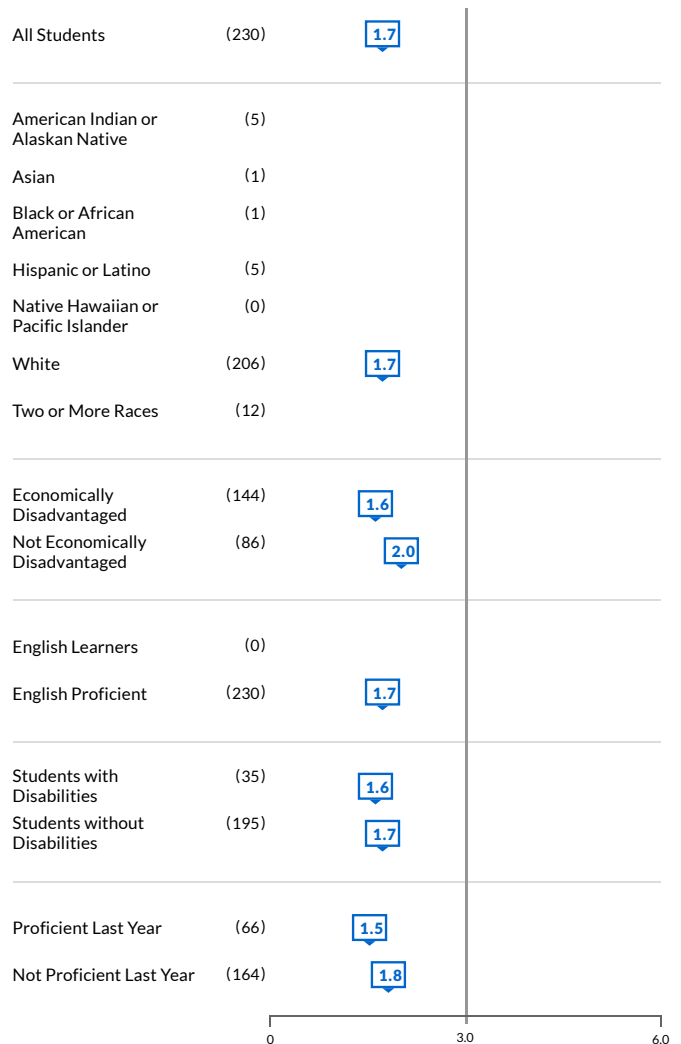 All Students (230) 1.7
American Indian or (5)
Alaskan Native
Asian (1)
Black or African (1)
American
Hispanic or Latino (5)
Native Hawaiian or (0)
Pacific Islander
White (206) 1.7
Two or More Races (12)
Economically (144) 1.6
Disadvantaged
Not Economically (86) 2.0
Disadvantaged
English Learners (0)
English Proficient (230) 1.7
Students with (35) 1.6
Disabilities
Students without (195) 1.7
Disabilities
Proficient Last Year (66) 1.5
Not Proficient Last Year (164) 1.8
0 3.0 6.0